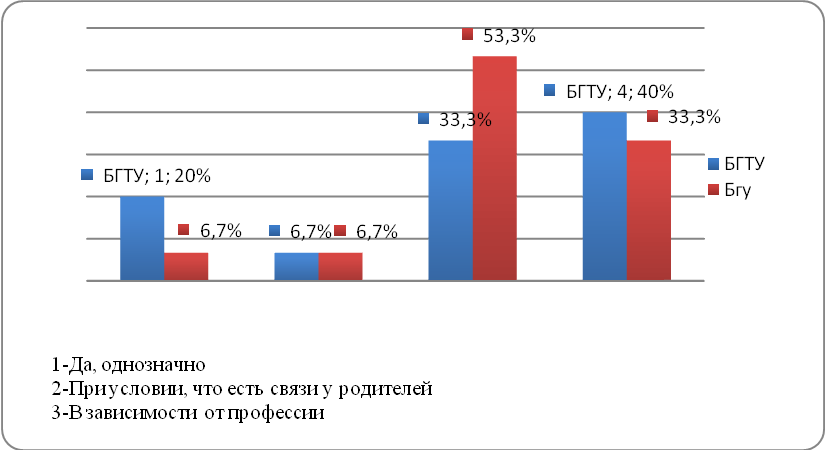 53,3%
БГТУ; 4; 40%
33,3%
33,3%
БГТУ
БГТУ; 1; 20%
Бгу
6,7%
6,7%
6,7%
1-Да, однозначно
2-При условии, что есть связи у родителей
3-В зависимости от профессии